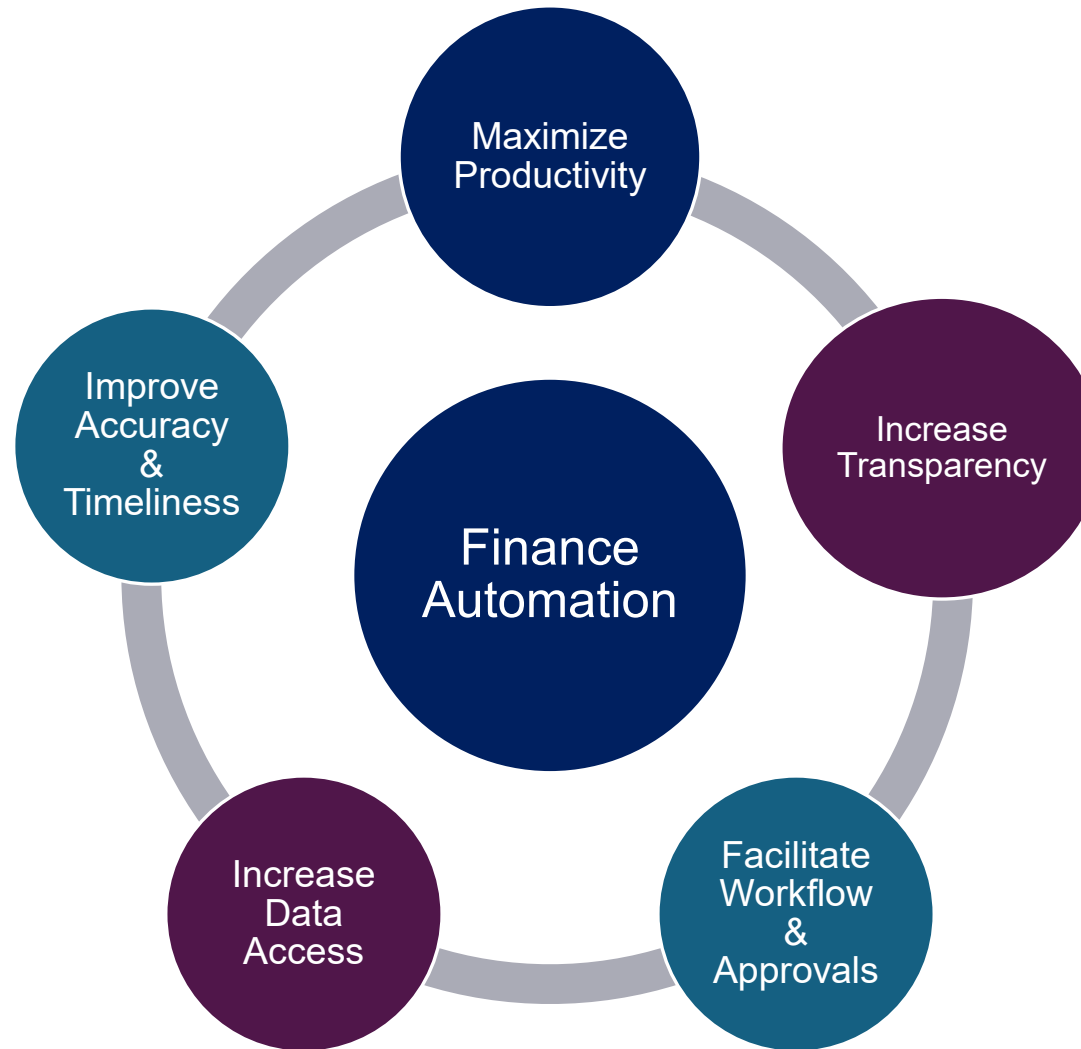 Maximize
Productivity
Increase
Transparency
Facilitate
Workflow
&
Approvals
Increase
Data
Access
Improve
Accuracy
&
Timeliness
Finance
Automation